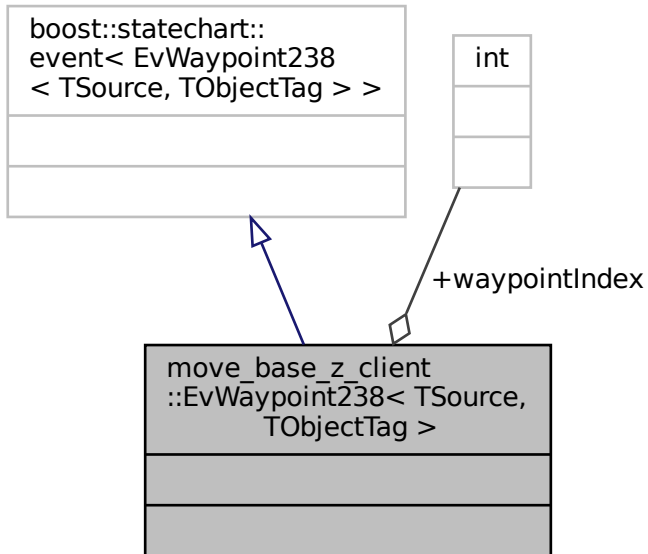 boost::statechart::
event< EvWaypoint238
< TSource, TObjectTag > >
int
+waypointIndex
move_base_z_client
::EvWaypoint238< TSource,
TObjectTag >